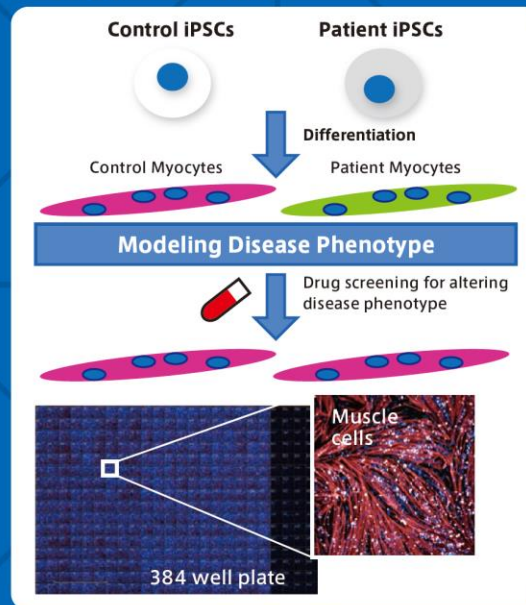 Control iPSCs
Patient iPSCs
Differentiation
Control Myocytes
Patient Myocytes
Modeling Disease Phenotype
Drug screening for altering
disease phenotype
Muscle
cells
384 well plate